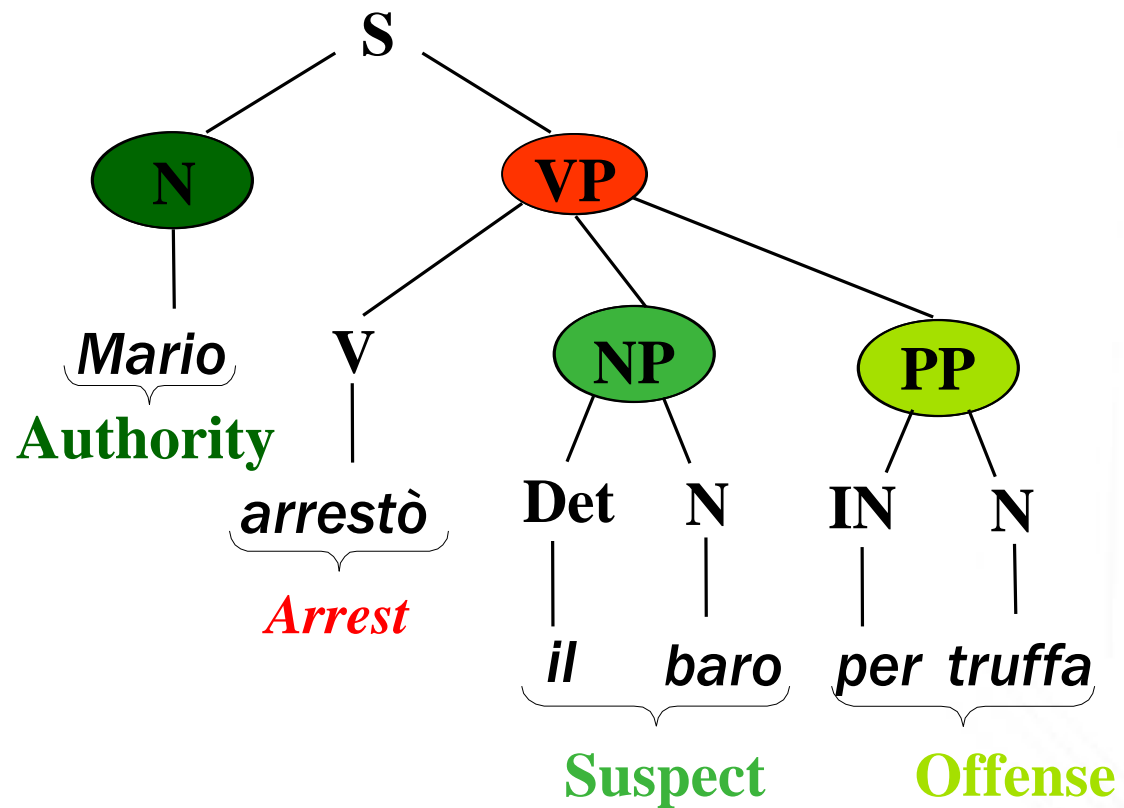 S
N VP
Mario V NP PP
Authority
arrestò Det N IN N
Arrest
il baro per truffa
Suspect Offense